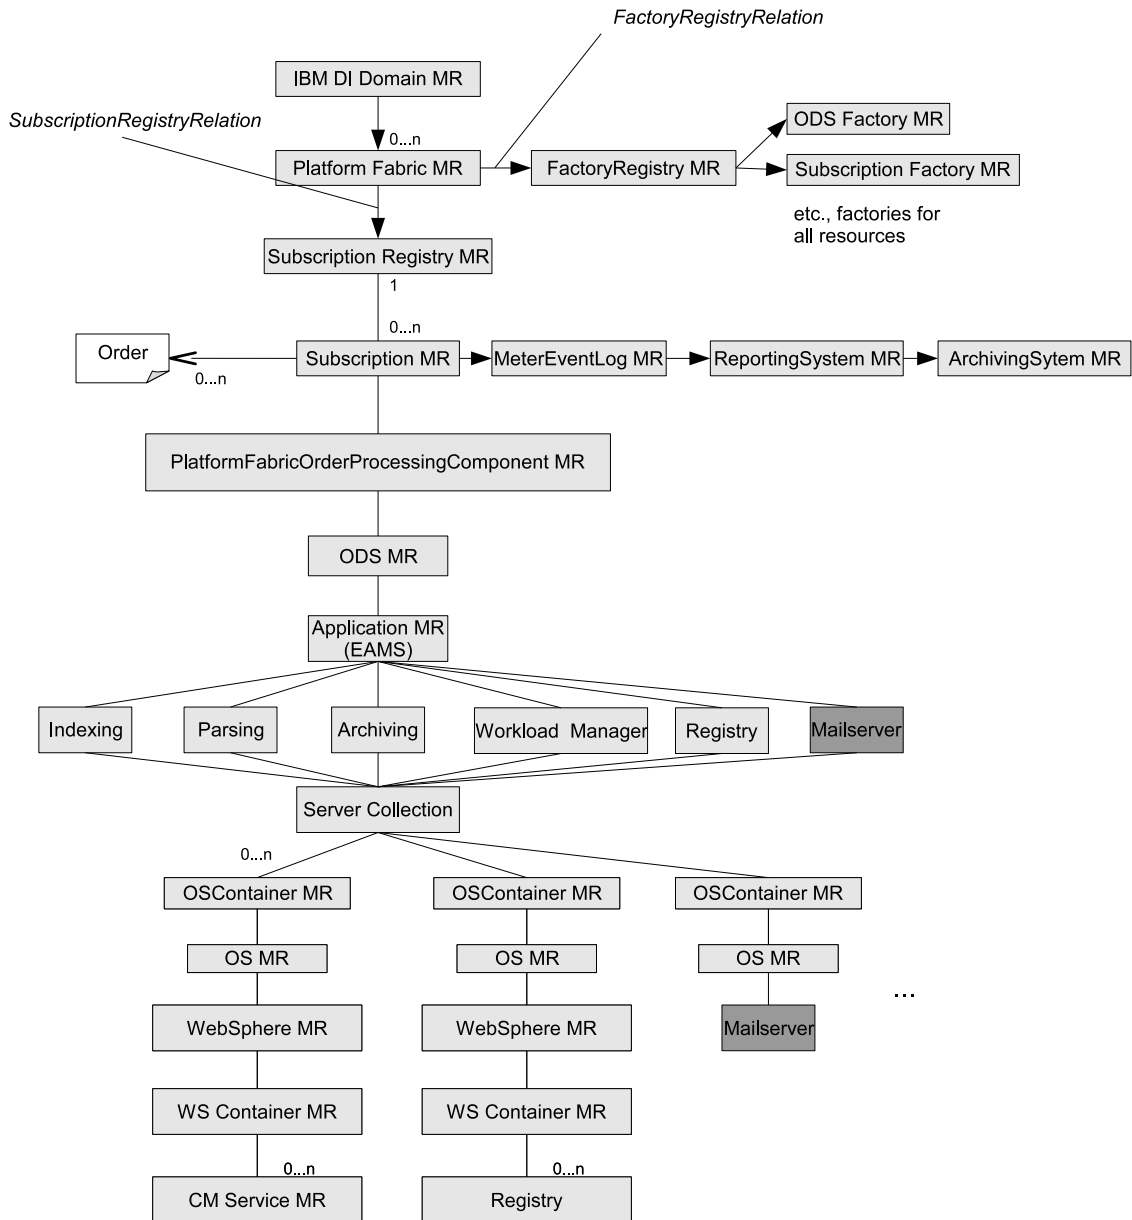 FactoryRegistryRelation
IBM DI Domain MR
SubscriptionRegistryRelation
0...n
ODS Factory MR
Platform Fabric MR
FactoryRegistry MR
Subscription Factory MR
etc., factories for
all resources
Subscription Registry MR
1
0...n
Order
0...n
Subscription MR
MeterEventLog MR
ReportingSystem MR
ArchivingSytem MR
PlatformFabricOrderProcessingComponent MR
ODS MR
Application MR
(EAMS)
Indexing
Parsing
Archiving
Workload Manager
Registry
Mailserver
Server Collection
0...n
OSContainer MR
OSContainer MR
OSContainer MR
OS MR
OS MR
OS MR
...
WebSphere MR
WebSphere MR
Mailserver
WS Container MR
WS Container MR
0...n
0...n
CM Service MR
Registry